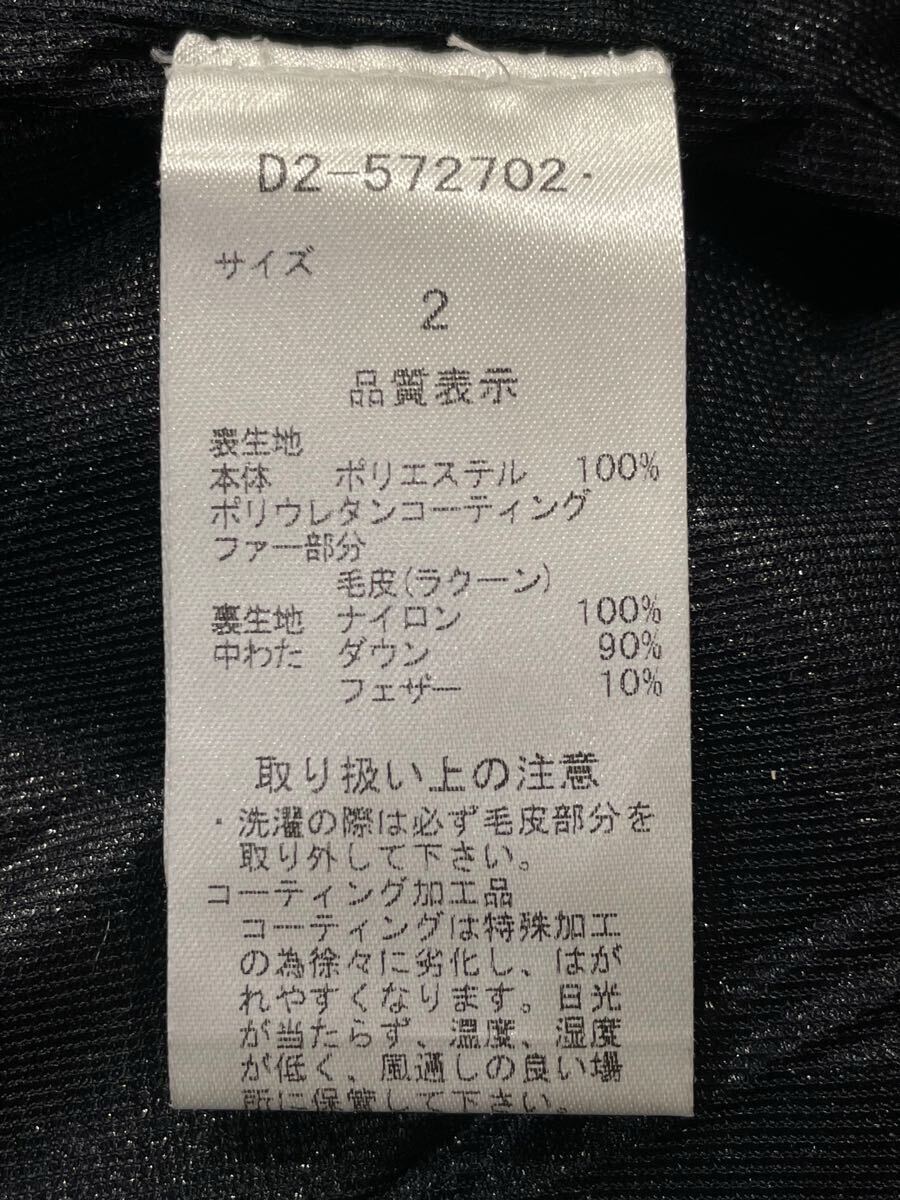 D2-572702-
サイズ
2
品質表示
表生地
本体 ポリエステル 100%
ポリウレタンコーティング
ファー部分
毛皮(ラクーン)
裏生地 ナイロン 100%
中わた ダウン 90%
フェザー 10%
取り扱い上の注意
・洗濯の際は必ず毛皮部分を
取り外して下さい。
コーティング加工品
コーティングは特殊加工
の為徐々に劣化し、はが
れやすくなります。日光
が当たらず、温度、湿度
が低く、風通しの良い場
所に保管して下さい。